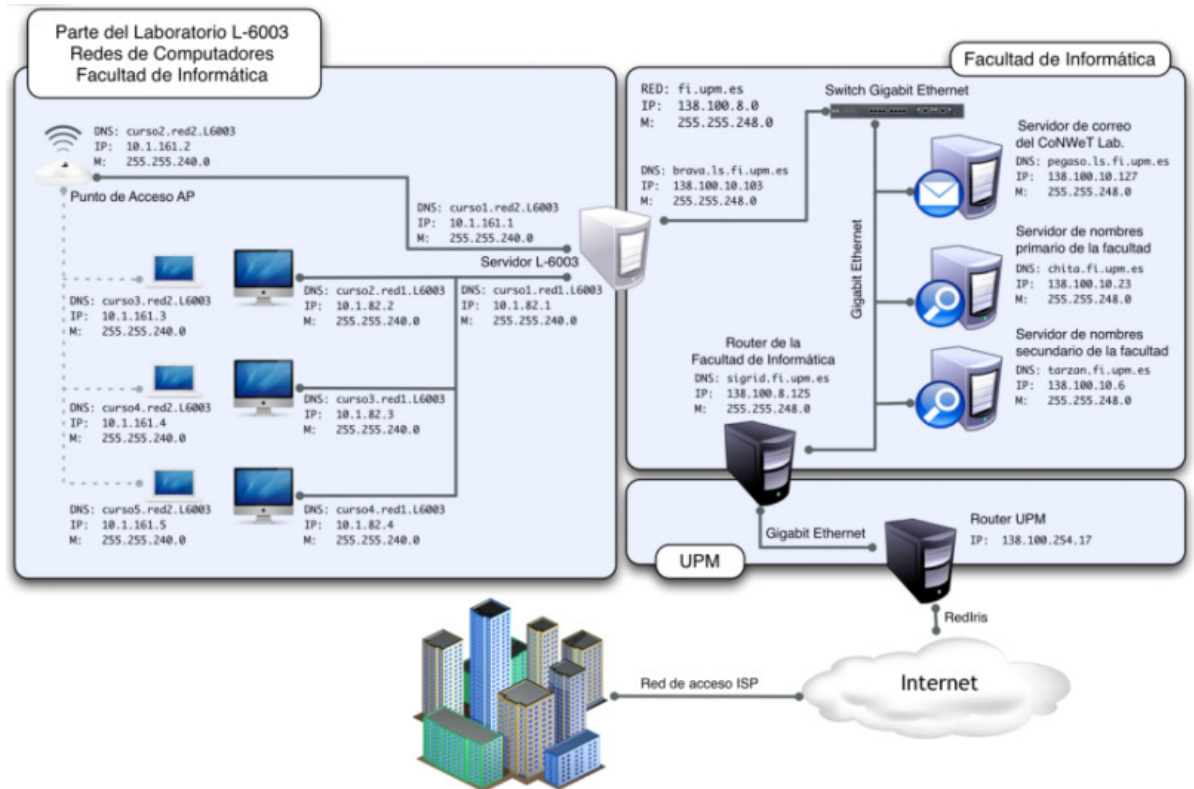 Parte del Laboratorio L-6003
Redes de Computadores
Facultad de Informática
DNS: curso2.red2.L6003
IP: 10.1.161.2
M: 255.255.240.0
Punto de Acceso AP
DNS: curso1.red2.L6003
IP: 10.1.161.1
M: 255.255.240.0
Servidor L-6003
DNS: curso3.red2.L6003
IP: 10.1.161.3
M: 255.255.240.0
DNS: curso2.red1.L6003
IP: 10.1.82.2
M: 255.255.240.0
DNS: curso1.red1.L6003
IP: 10.1.82.1
M: 255.255.240.0
DNS: curso4.red2.L6003
IP: 10.1.161.4
M: 255.255.240.0
DNS: curso3.red1.L6003
IP: 10.1.82.3
M: 255.255.240.0
DNS: curso5.red2.L6003
IP: 10.1.161.5
M: 255.255.240.0
DNS: curso4.red1.L6003
IP: 10.1.82.4
M: 255.255.240.0
Facultad de Informática
RED: fi.upm.es
IP: 138.100.8.0
M: 255.255.248.0
Switch Gigabit Ethernet
DNS: brava.ls.fi.upm.es
IP: 138.100.10.103
M: 255.255.248.0
Gigabit Ethernet
Servidor de correo
del CoNWeT Lab.
DNS: pegaso.ls.fi.upm.es
IP: 138.100.10.127
M: 255.255.248.0
Servidor de nombres
primario de la facultad
DNS: chita.fi.upm.es
IP: 138.100.10.23
M: 255.255.248.0
Servidor de nombres
secundario de la facultad
DNS: tarzan.fi.upm.es
IP: 138.100.10.6
M: 255.255.248.0
Router de la
Facultad de Informática
DNS: sigrid.fi.upm.es
IP: 138.100.8.125
M: 255.255.248.0
Gigabit Ethernet
Router UPM
IP: 138.100.254.17
UPM
RedIris
Red de acceso ISP
Internet